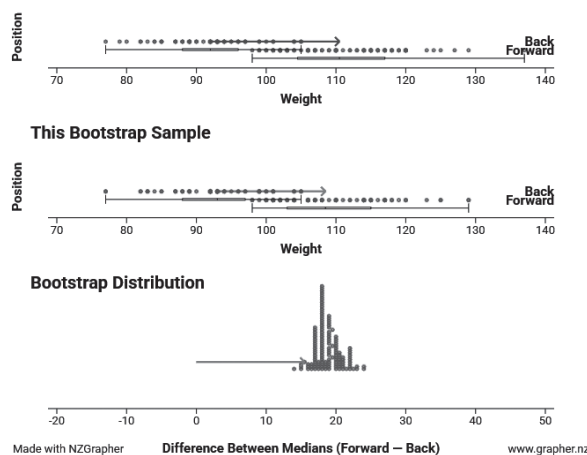 Position
Back
Forward
70 80 90 100 110 120 130 140
Weight
This Bootstrap Sample
Position
Back
Forward
70 80 90 100 110 120 130 140
Weight
Bootstrap Distribution
-20 -10 0 10 20 30 40 50
Made with NZGrapher Difference Between Medians (Forward — Back) www.grapher.nz